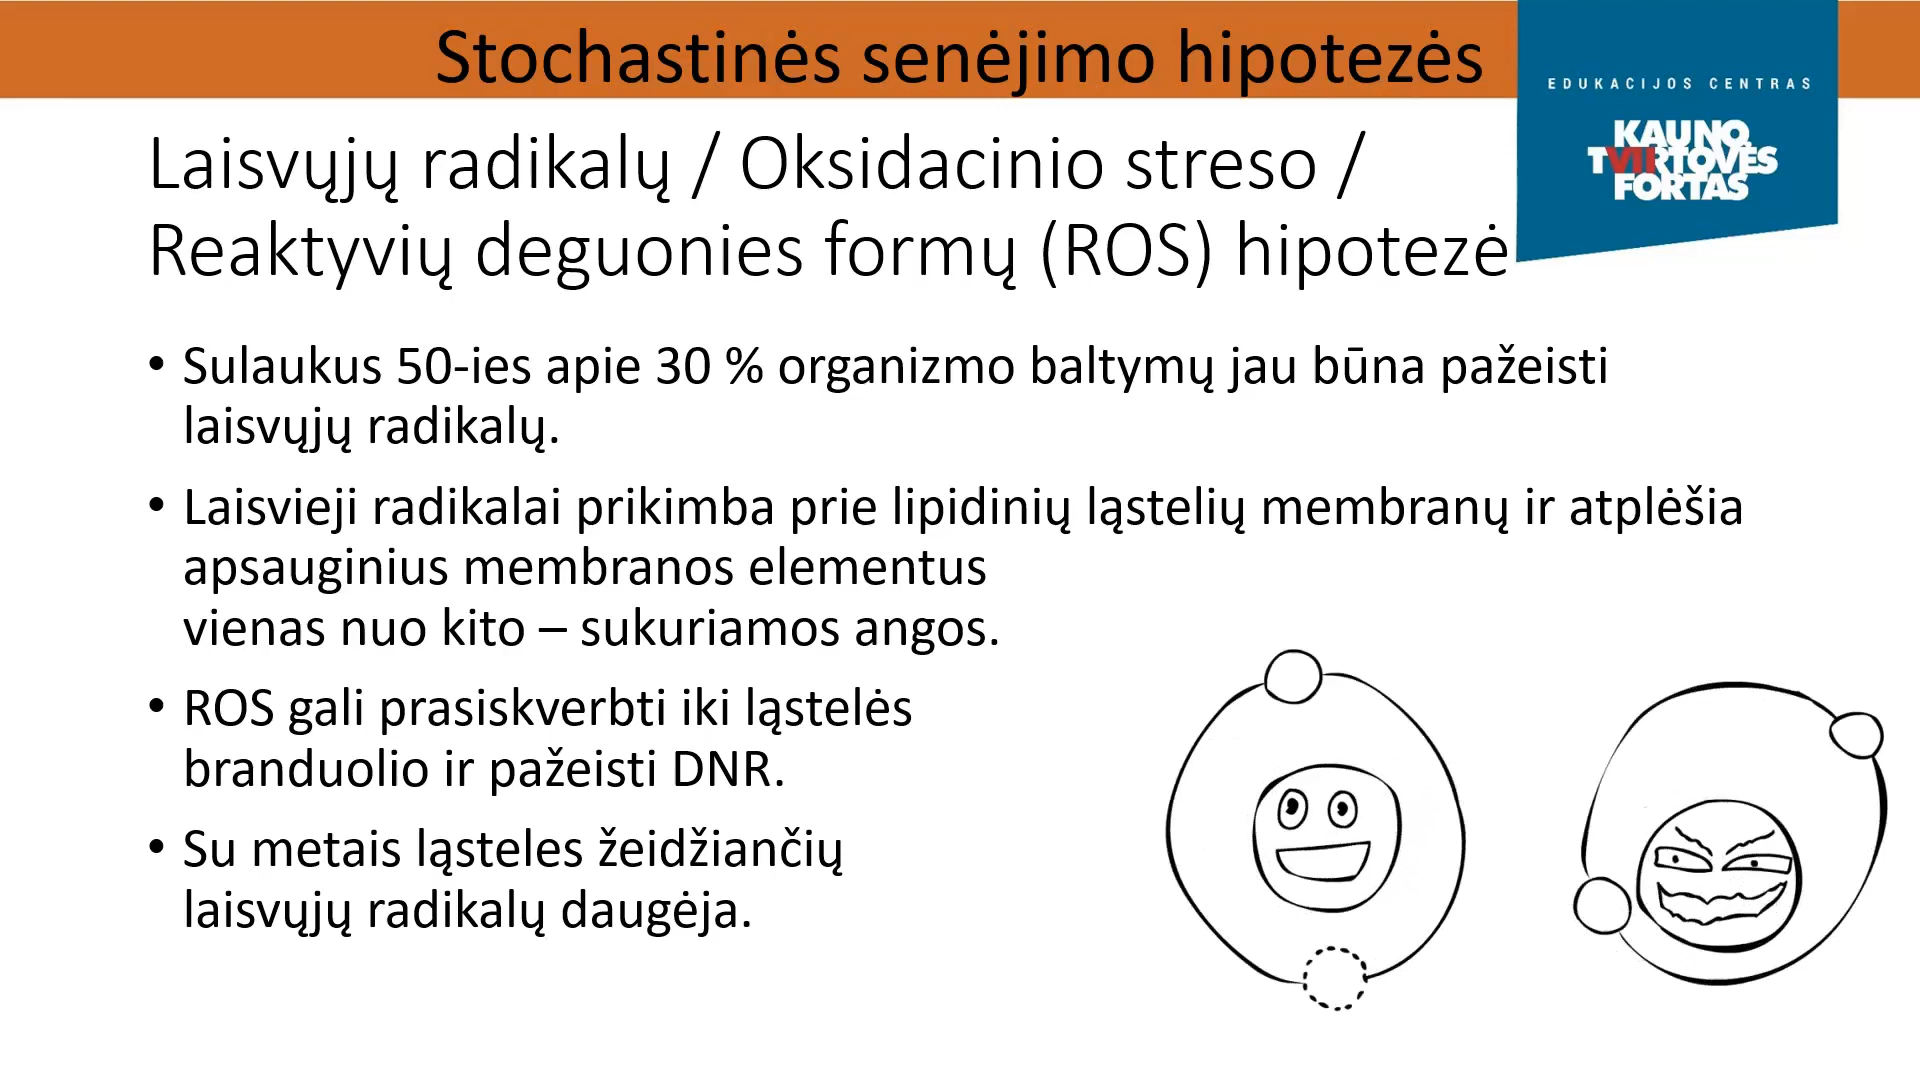 Stochastinės senėjimo hipotezės
EDUKACIJOS CENTRAS
KAUNO
TVIRTOVĖS
FORTAS
Laisvųjų radikalų / Oksidacinio streso /
Reaktyvių deguonies formų (ROS) hipotezė
• Sulaukus 50-ies apie 30 % organizmo baltymų jau būna pažeisti
laisvųjų radikalų.
• Laisvieji radikalai prikimba prie lipidinių ląstelių membranų ir atplėšia
apsauginius membranos elementus
vienas nuo kito – sukuriamos angos.
• ROS gali prasiskverbti iki ląstelės
branduolio ir pažeisti DNR.
• Su metais ląsteles žeidžiančių
laisvųjų radikalų daugėja.